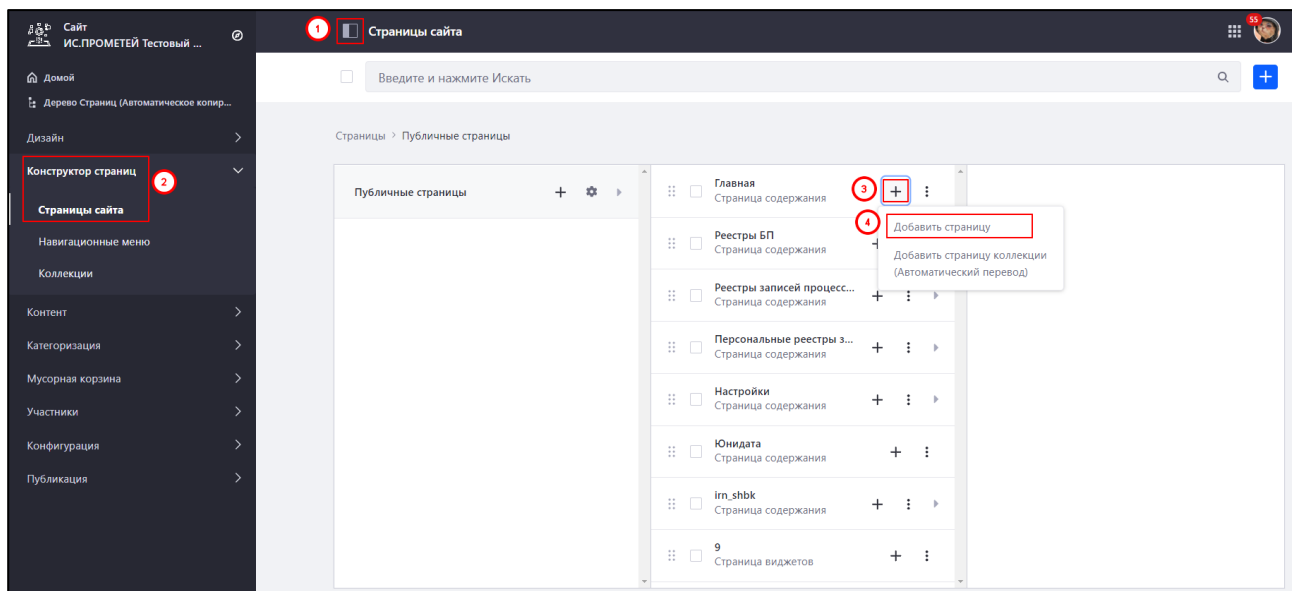 Сайт
ИС.ПРОМЕТЕЙ Тестовый ...
Домой
Дерево Страниц (Автоматическое копир...
Дизайн
Конструктор страниц
2
Страницы сайта
Навигационные меню
Коллекции
Контент
Категоризация
Мусорная корзина
Участники
Конфигурация
Публикация
1
Страницы сайта
55
Введите и нажмите Искать
Страницы > Публичные страницы
Публичные страницы
Главная
Страница содержания
3
4
Добавить страницу
Добавить страницу коллекции
(Автоматический перевод)
Реестры БП
Страница содержания
Реестры записей процесс...
Страница содержания
Персональные реестры з...
Страница содержания
Настройки
Страница содержания
Юнидата
Страница содержания
irn_shbk
Страница содержания
9
Страница виджетов